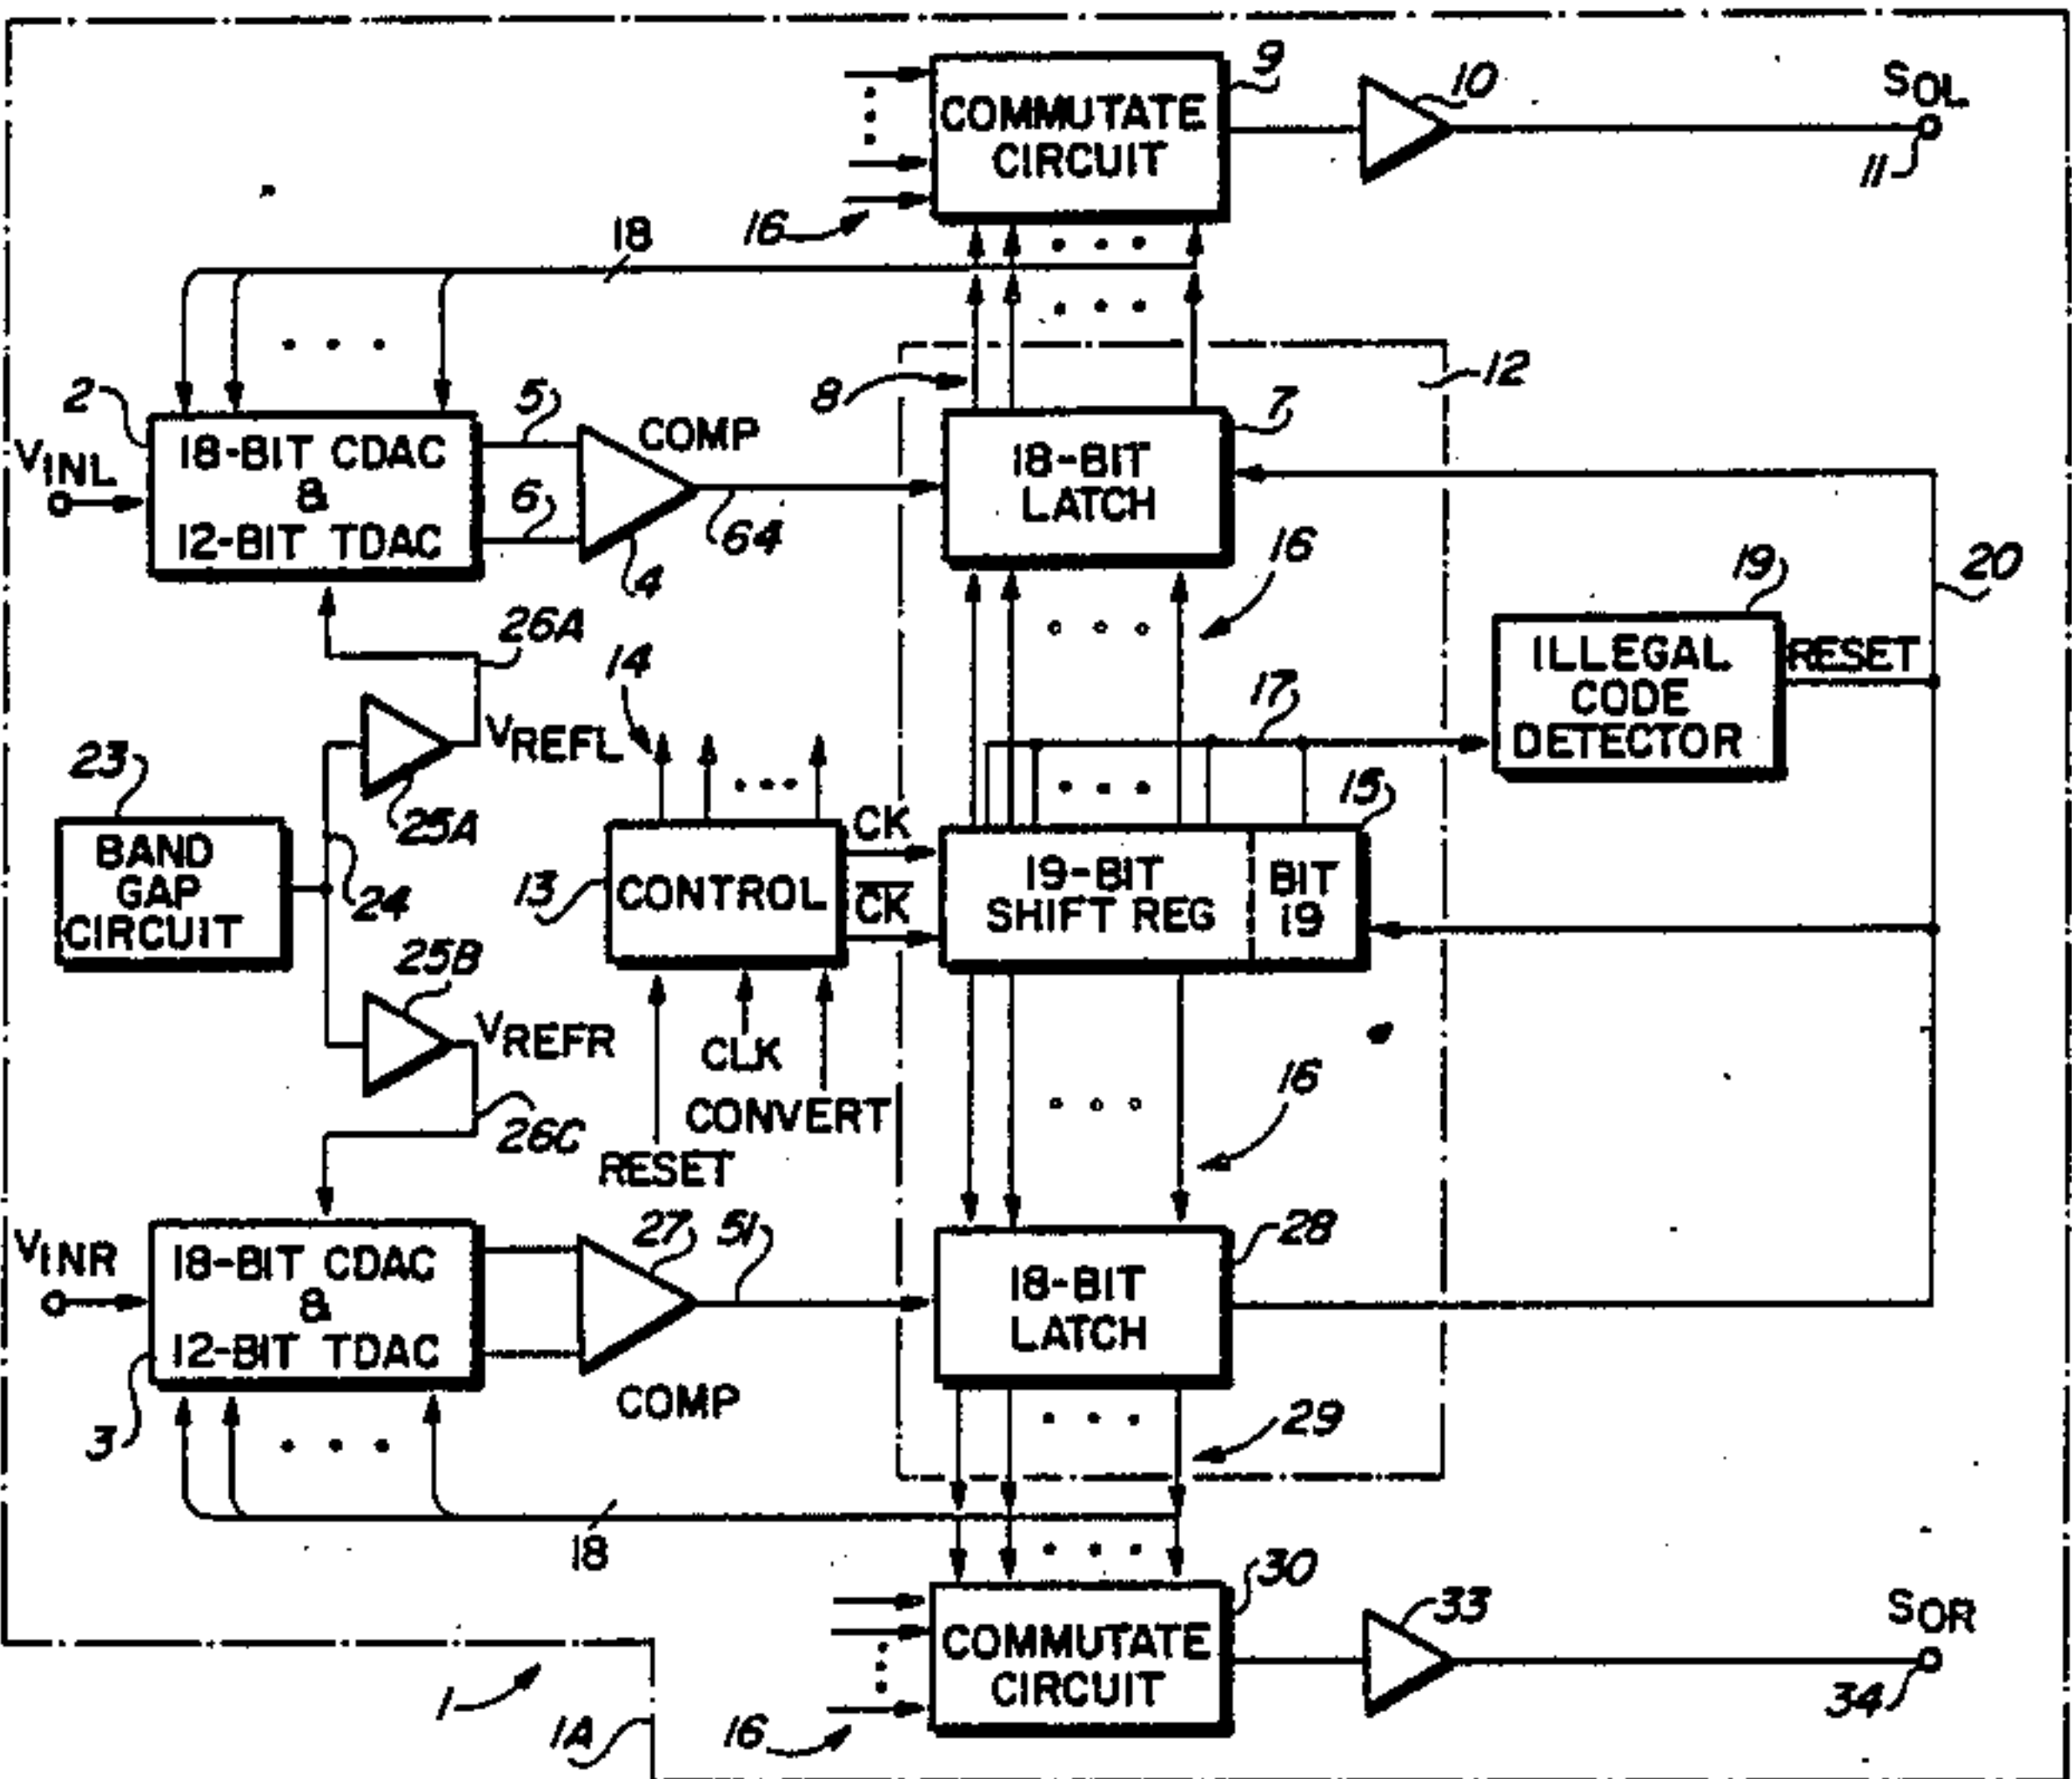 COMMUTATE
CIRCUIT
9
10
SOL
11
16
18
2
VINL
18-BIT CDAC
&
12-BIT TDAC
5
6
COMP
4
64
8
18-BIT
LATCH
7
12
16
19
20
ILLEGAL
CODE
DETECTOR
RESET
17
26A
VREFL
25A
14
23
BAND
GAP
CIRCUIT
24
25B
VREFR
26C
13
CONTROL
CK
C̅K̅
RESET
CLK
CONVERT
19-BIT
SHIFT REG
BIT
19
15
16
VINR
18-BIT CDAC
&
12-BIT TDAC
3
27
COMP
51
18-BIT
LATCH
28
29
18
COMMUTATE
CIRCUIT
30
33
SOR
34
16
1
1A